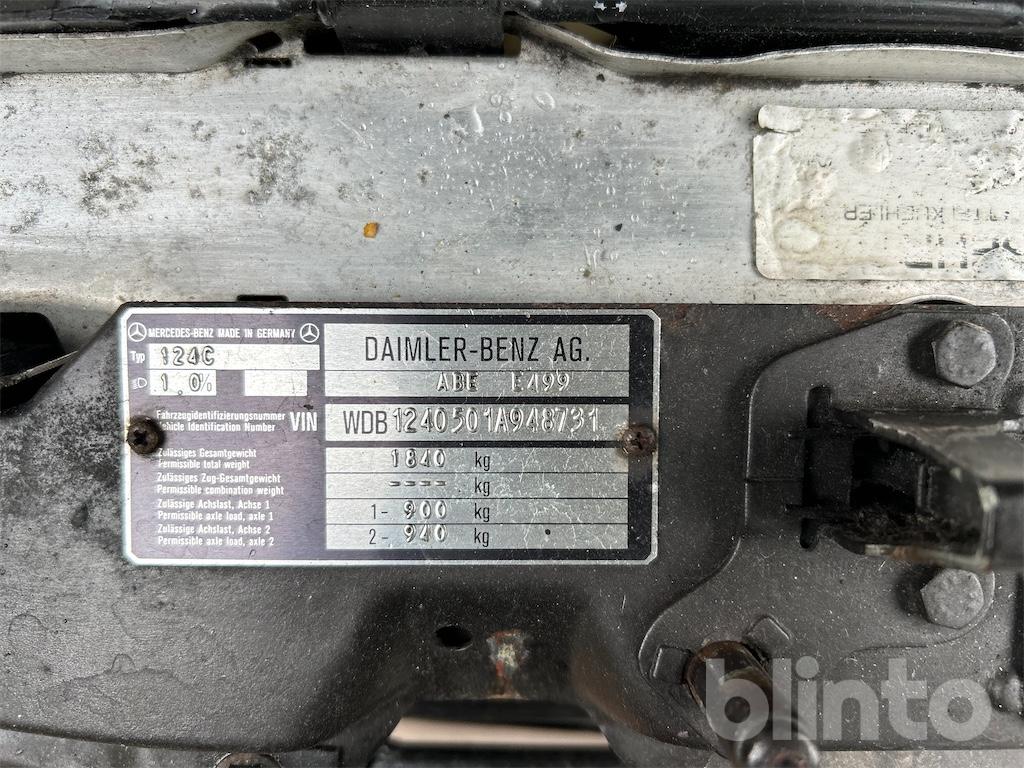 MERCEDES-BENZ MADE IN GERMANY
Typ 124C
1.0%
DAIMLER-BENZ AG.
ABE E499
Fahrzeugidentifizierungsnummer
Vehicle Identification Number VIN WDB1240501A948731
Zulässiges Gesamtgewicht
Permissible total weight 1840 kg
Zulässiges Zug-Gesamtgewicht
Permissible combination weight ---- kg
Zulässige Achslast, Achse 1
Permissible axle load, axle 1 1- 900 kg
Zulässige Achslast, Achse 2
Permissible axle load, axle 2 2- 940 kg
blinto